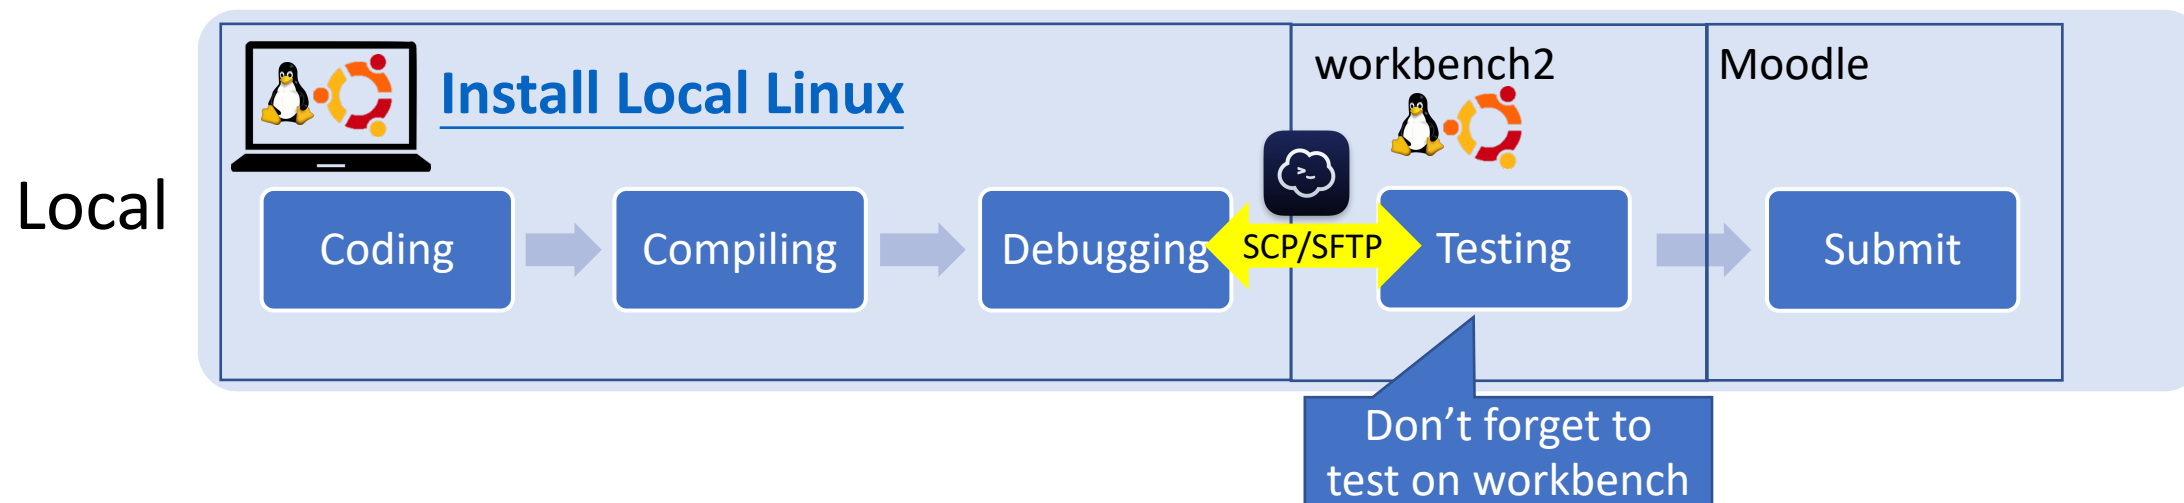 Local
Install Local Linux
workbench2
Moodle
>_
Coding
Compiling
Debugging
SCP/SFTP
Testing
Submit
Don’t forget to
test on workbench